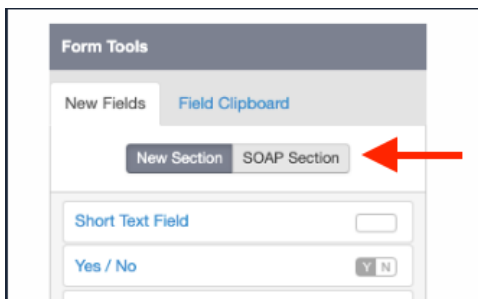 Form Tools
New Fields Field Clipboard
New Section SOAP Section
Short Text Field
Yes / No Y N